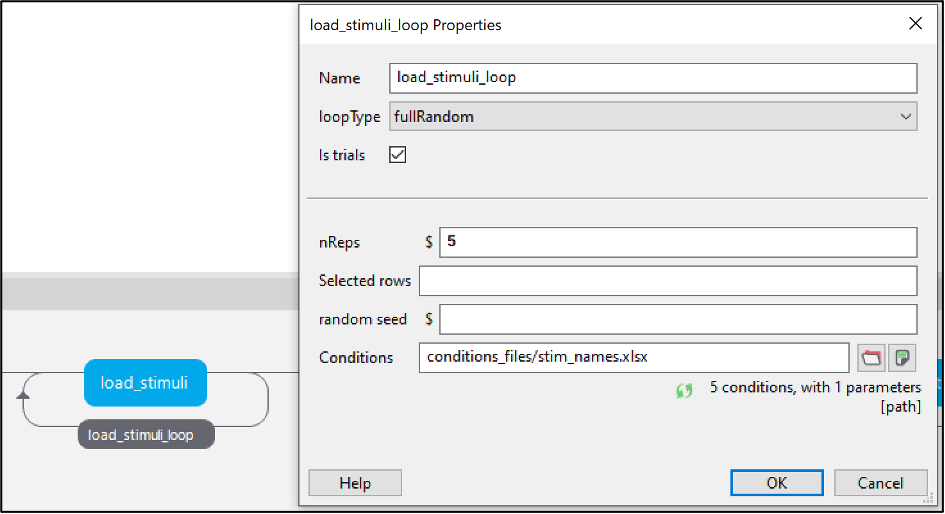 load_stimuli_loop Properties
Name load_stimuli_loop
loopType fullRandom
Is trials
nReps $ 5
Selected rows
random seed $
Conditions conditions_files/stim_names.xlsx
5 conditions, with 1 parameters
[path]
load_stimuli
load_stimuli_loop
Help OK Cancel